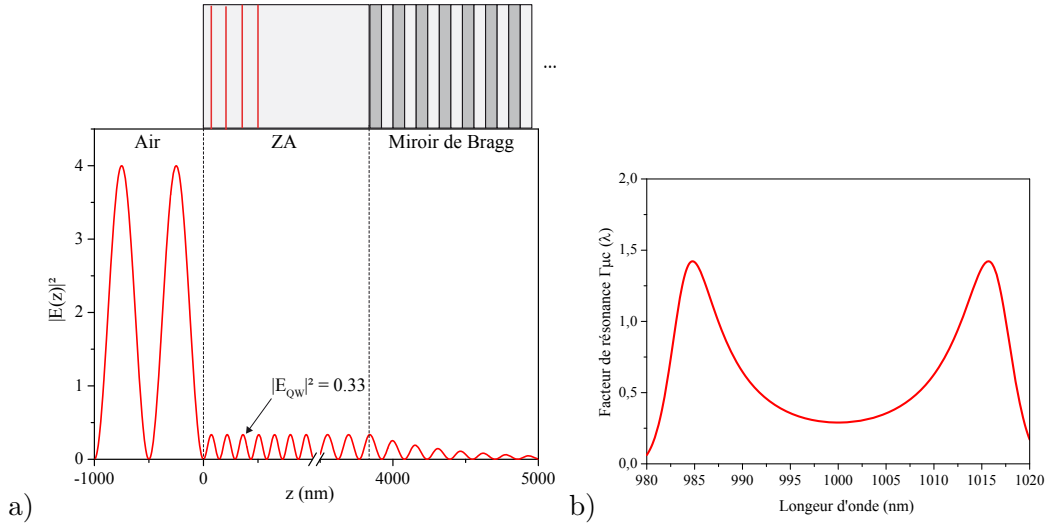 ...
Air
ZA
Miroir de Bragg
4
3
2
1
0
|E(z)|²
|E_QW|² = 0.33
-1000
0
4000
5000
z (nm)
a)
2,0
1,5
1,0
0,5
0,0
Facteur de résonance Γμc (λ)
980
985
990
995
1000
1005
1010
1015
1020
Longeur d'onde (nm)
b)